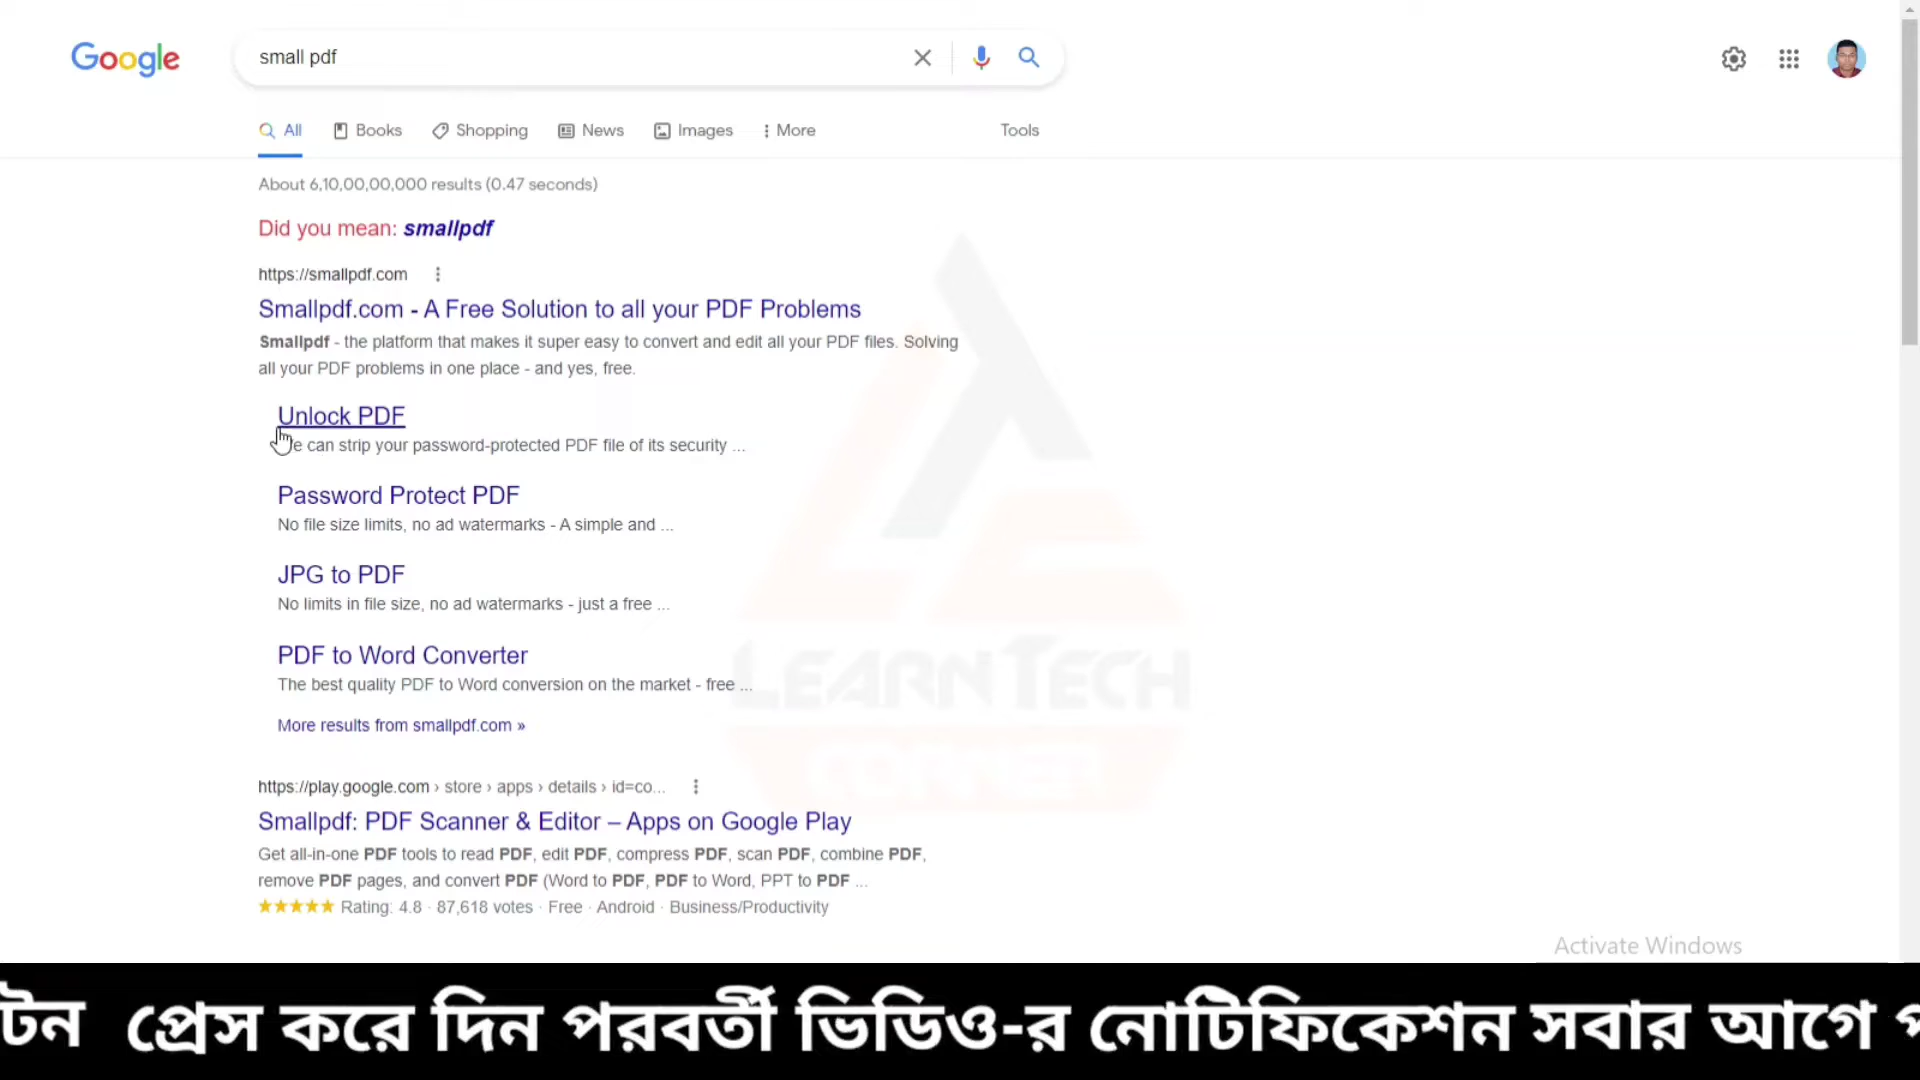 Google
small pdf
All
Books
Shopping
News
Images
More
Tools
About 6,10,00,00,000 results (0.47 seconds)
Did you mean: smallpdf
https://smallpdf.com
Smallpdf.com - A Free Solution to all your PDF Problems
Smallpdf - the platform that makes it super easy to convert and edit all your PDF files. Solving
all your PDF problems in one place - and yes, free.
Unlock PDF
e can strip your password-protected PDF file of its security ...
Password Protect PDF
No file size limits, no ad watermarks - A simple and ...
JPG to PDF
No limits in file size, no ad watermarks - just a free ...
PDF to Word Converter
The best quality PDF to Word conversion on the market - free ...
More results from smallpdf.com »
LEARN TECH
CORNER
https://play.google.com › store › apps › details › id=co...
Smallpdf: PDF Scanner & Editor – Apps on Google Play
Get all-in-one PDF tools to read PDF, edit PDF, compress PDF, scan PDF, combine PDF,
remove PDF pages, and convert PDF (Word to PDF, PDF to Word, PPT to PDF ...
Rating: 4.8 · 87,618 votes · Free · Android · Business/Productivity
Activate Windows
টন প্রেস করে দিন পরবর্তী ভিডিও-র নোটিফিকেশন সবার আগে প